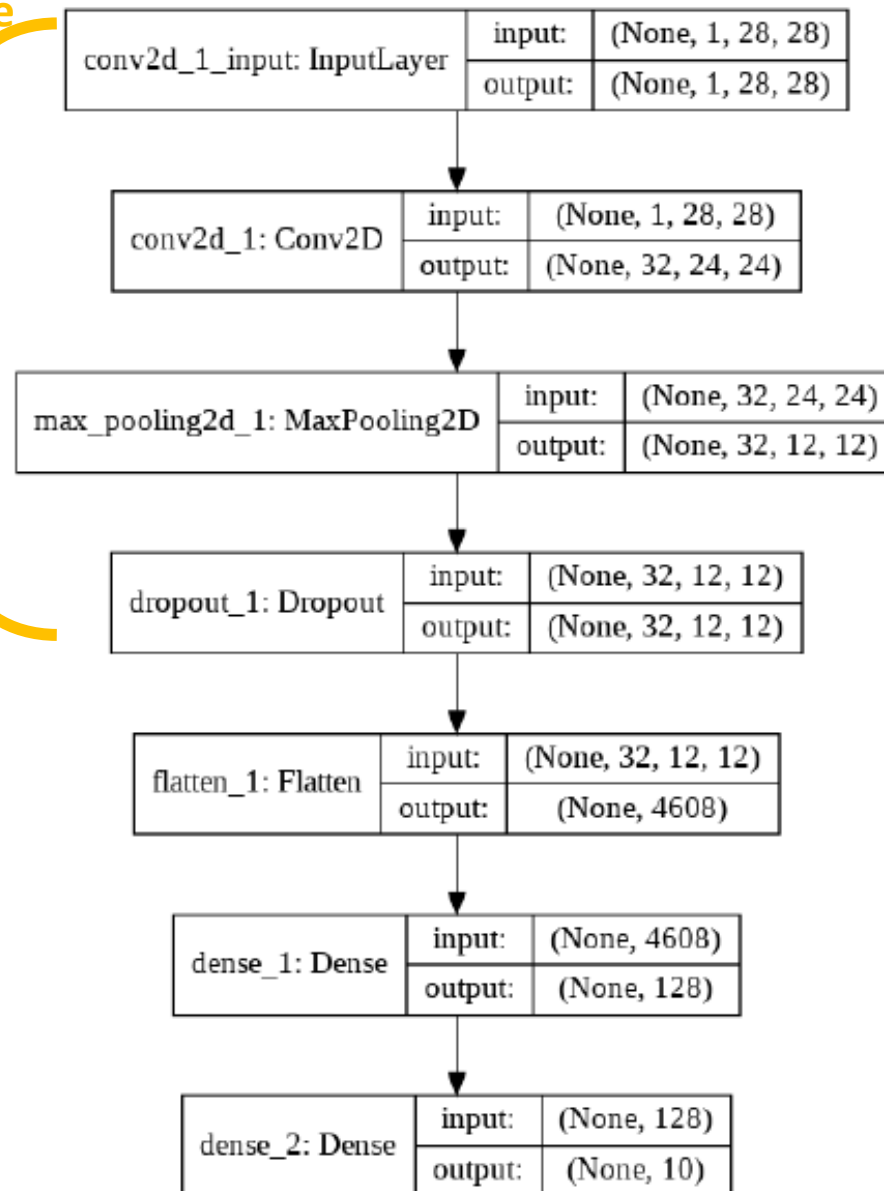 e
conv2d_1_input: InputLayer
input: (None, 1, 28, 28)
output: (None, 1, 28, 28)
conv2d_1: Conv2D
input: (None, 1, 28, 28)
output: (None, 32, 24, 24)
max_pooling2d_1: MaxPooling2D
input: (None, 32, 24, 24)
output: (None, 32, 12, 12)
dropout_1: Dropout
input: (None, 32, 12, 12)
output: (None, 32, 12, 12)
flatten_1: Flatten
input: (None, 32, 12, 12)
output: (None, 4608)
dense_1: Dense
input: (None, 4608)
output: (None, 128)
dense_2: Dense
input: (None, 128)
output: (None, 10)